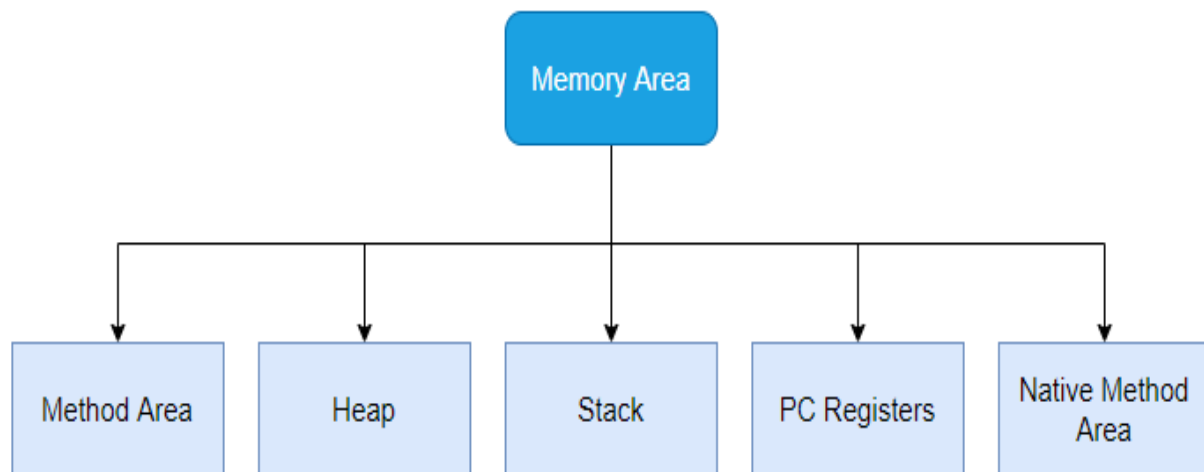 Memory Area
Method Area
Heap
Stack
PC Registers
Native Method
Area